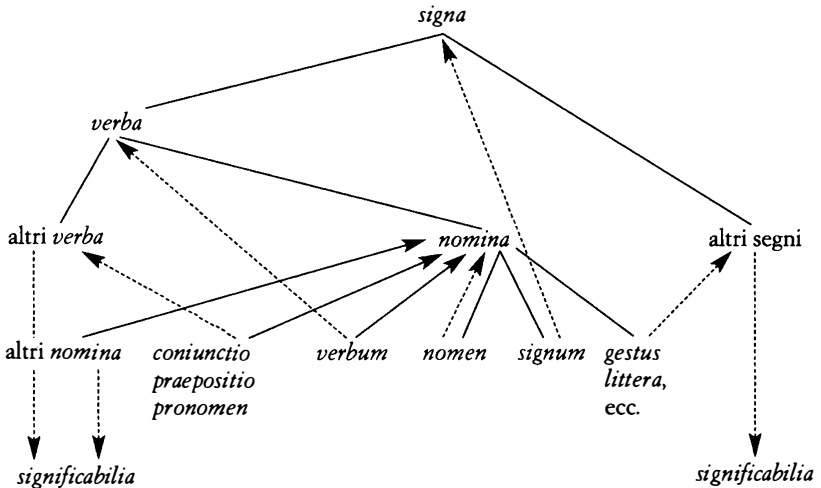 signa
verba
altri verba
nomina
altri segni
altri nomina
coniunctio
praepositio
pronomen
verbum
nomen
signum
gestus
littera,
ecc.
significabilia
significabilia